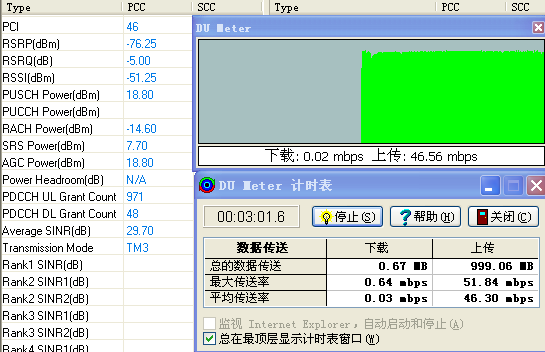 Type PCC SCC Type PCC SCC
PCI 46
RSRP(dBm) -76.25
RSRQ(dB) -5.00
RSSI(dBm) -51.25
PUSCH Power(dBm) 18.80
PUCCH Power(dBm)
RACH Power(dBm) -14.60
SRS Power(dBm) 7.70
AGC Power(dBm) 18.80
Power Headroom(dB) N/A
PDCCH UL Grant Count 971
PDCCH DL Grant Count 48
Average SINR(dB) 29.70
Transmission Mode TM3
Rank1 SINR(dB)
Rank2 SINR1(dB)
Rank2 SINR2(dB)
Rank3 SINR1(dB)
Rank3 SINR2(dB)
Rank4 SINR1(dB)
DU Meter
下载: 0.02 mbps 上传: 46.56 mbps
DU Meter 计时表
00:03:01.6 停止(S) 帮助(H) 关闭(C)
数据传送 下载 上传
总的数据传送 0.67 MB 999.06 MB
最大传送率 0.64 mbps 51.84 mbps
平均传送率 0.03 mbps 46.30 mbps
监视 Internet Explorer，自动启动和停止(A)
总在最顶层显示计时表窗口(W)